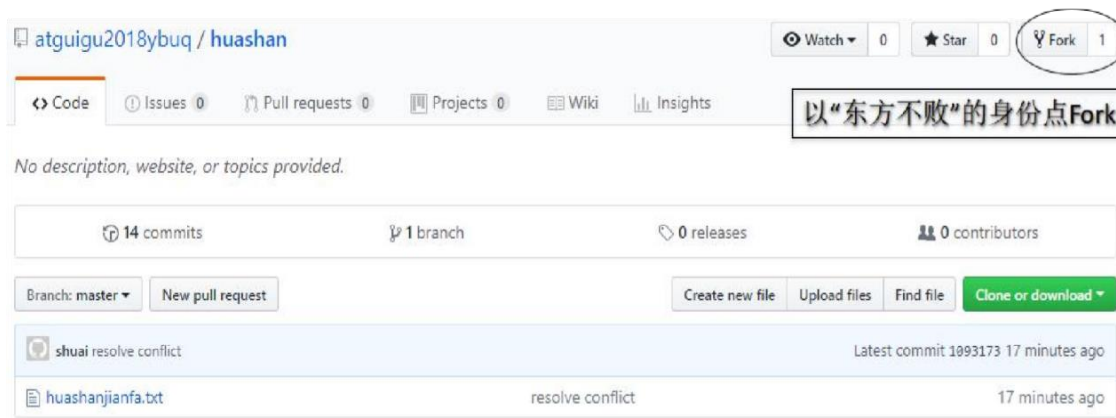 atguigu2018ybuq / huashan
Watch 0 Star 0 Fork 1
Code Issues 0 Pull requests 0 Projects 0 Wiki Insights
以“东方不败”的身份点Fork
No description, website, or topics provided.
14 commits 1 branch 0 releases 0 contributors
Branch: master New pull request Create new file Upload files Find file Clone or download
shuai resolve conflict Latest commit 1093173 17 minutes ago
huashanjianfa.txt resolve conflict 17 minutes ago